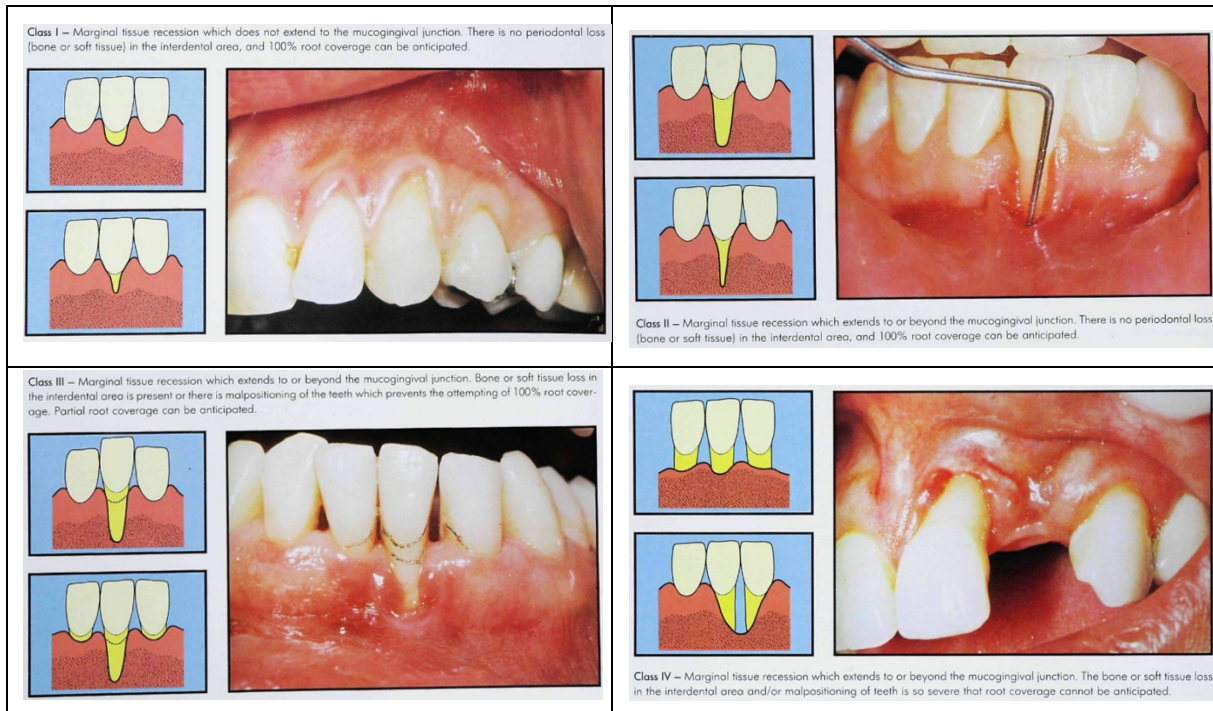 Class I – Marginal tissue recession which does not extend to the mucogingival junction. There is no periodontal loss
(bone or soft tissue) in the interdental area, and 100% root coverage can be anticipated.
Class II – Marginal tissue recession which extends to or beyond the mucogingival junction. There is no periodontal loss
(bone or soft tissue) in the interdental area, and 100% root coverage can be anticipated.
Class III – Marginal tissue recession which extends to or beyond the mucogingival junction. Bone or soft tissue loss in
the interdental area is present or there is malpositioning of the teeth which prevents the attempting of 100% root cover-
age. Partial root coverage can be anticipated.
Class IV – Marginal tissue recession which extends to or beyond the mucogingival junction. The bone or soft tissue loss
in the interdental area and/or malpositioning of teeth is so severe that root coverage cannot be anticipated.